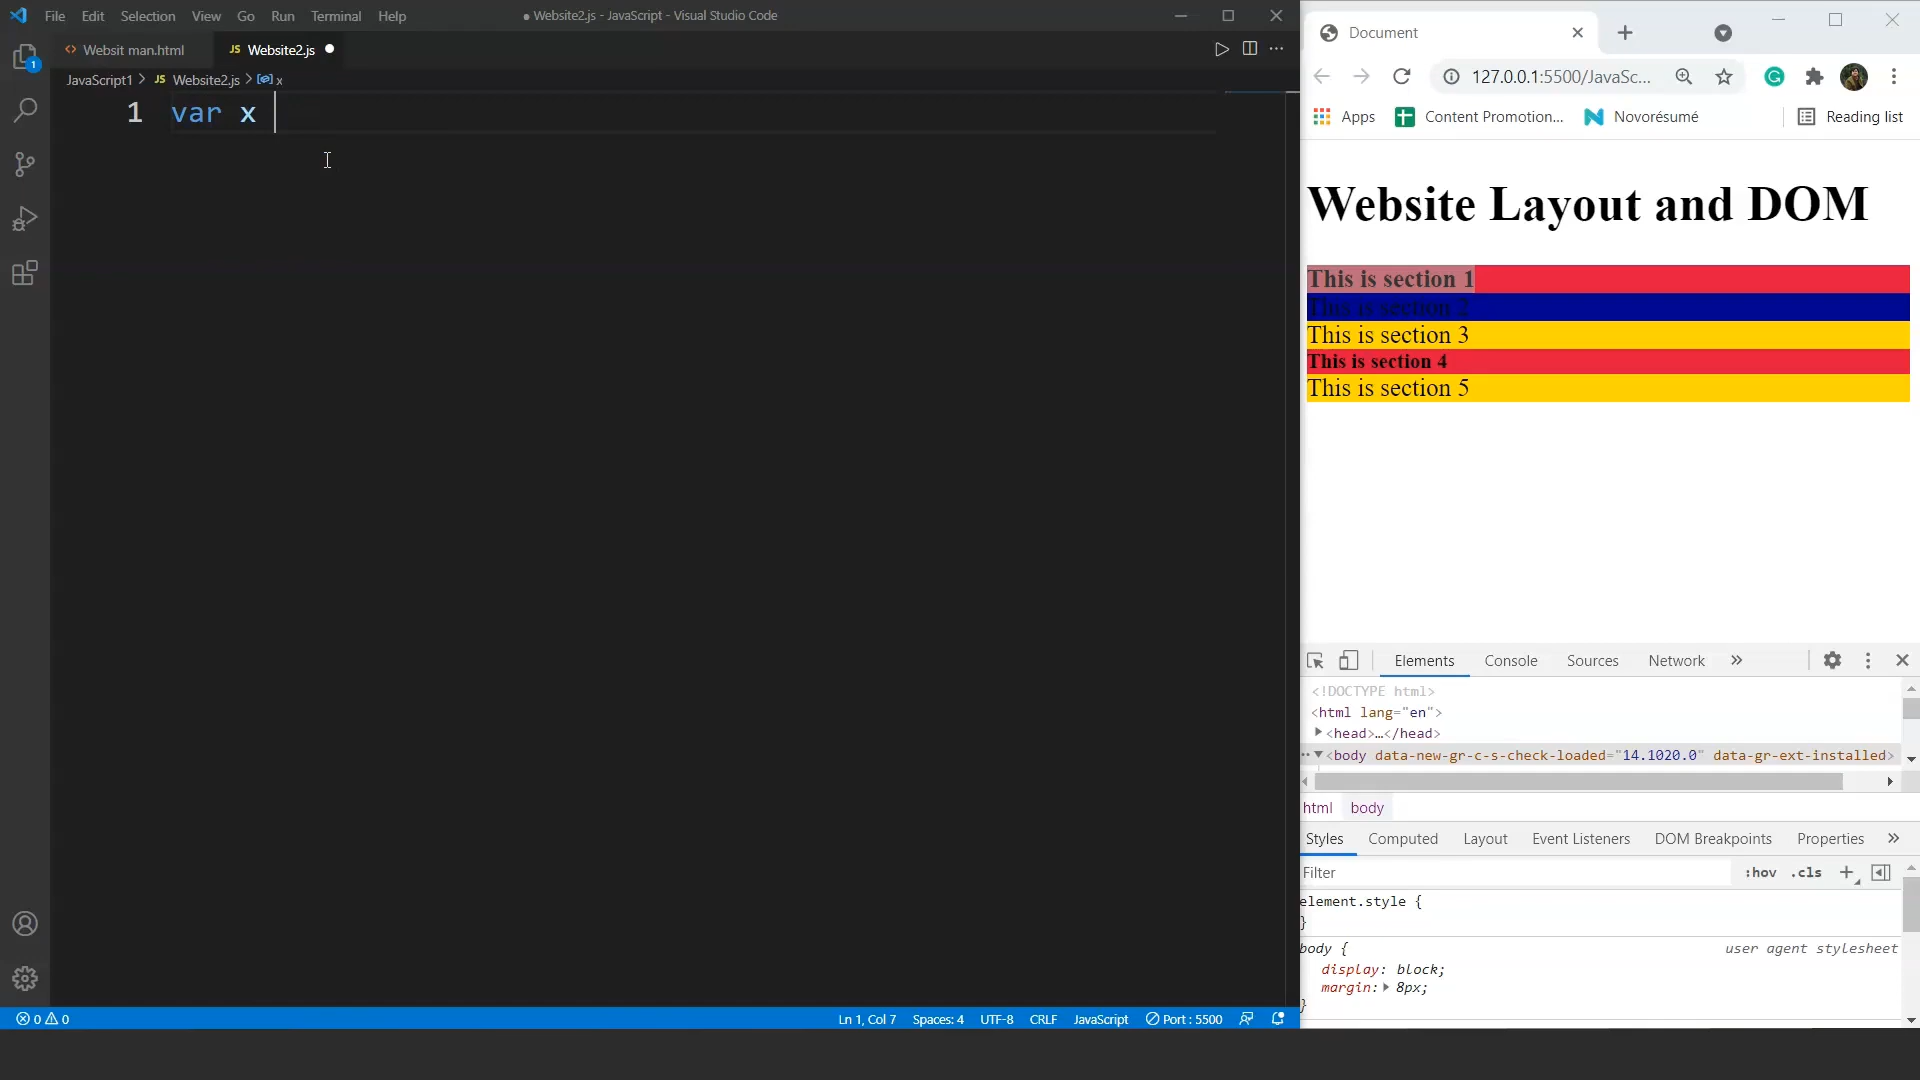 File Edit Selection View Go Run Terminal Help
● Website2.js - JavaScript - Visual Studio Code
1
Websit man.html
JS Website2.js
JavaScript1 > JS Website2.js > x
1 var x
0 0
Ln 1, Col 7 Spaces: 4 UTF-8 CRLF JavaScript Port : 5500
Document
127.0.0.1:5500/JavaSc...
Apps Content Promotion... Novorésumé Reading list
Website Layout and DOM
This is section 1
This is section 2
This is section 3
This is section 4
This is section 5
Elements Console Sources Network »
<!DOCTYPE html>
<html lang="en">
<head>…</head>
<body data-new-gr-c-s-check-loaded="14.1020.0" data-gr-ext-installed>
html body
Styles Computed Layout Event Listeners DOM Breakpoints Properties »
Filter :hov .cls +
element.style {
}
body { user agent stylesheet
display: block;
margin: 8px;
}